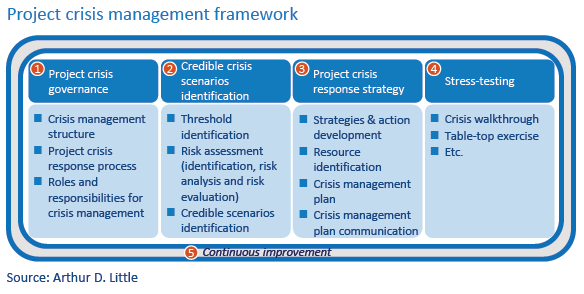 Project crisis management framework
1 Project crisis
governance
Crisis management
structure
Project crisis
response process
Roles and
responsibilities for
crisis management
2 Credible crisis
scenarios
identification
Threshold
identification
Risk assessment
(identification, risk
analysis and risk
evaluation)
Credible scenarios
identification
3 Project crisis
response strategy
Strategies & action
development
Resource
identification
Crisis management
plan
Crisis management
plan communication
4 Stress-testing
Crisis walkthrough
Table-top exercise
Etc.
5 Continuous improvement
Source: Arthur D. Little